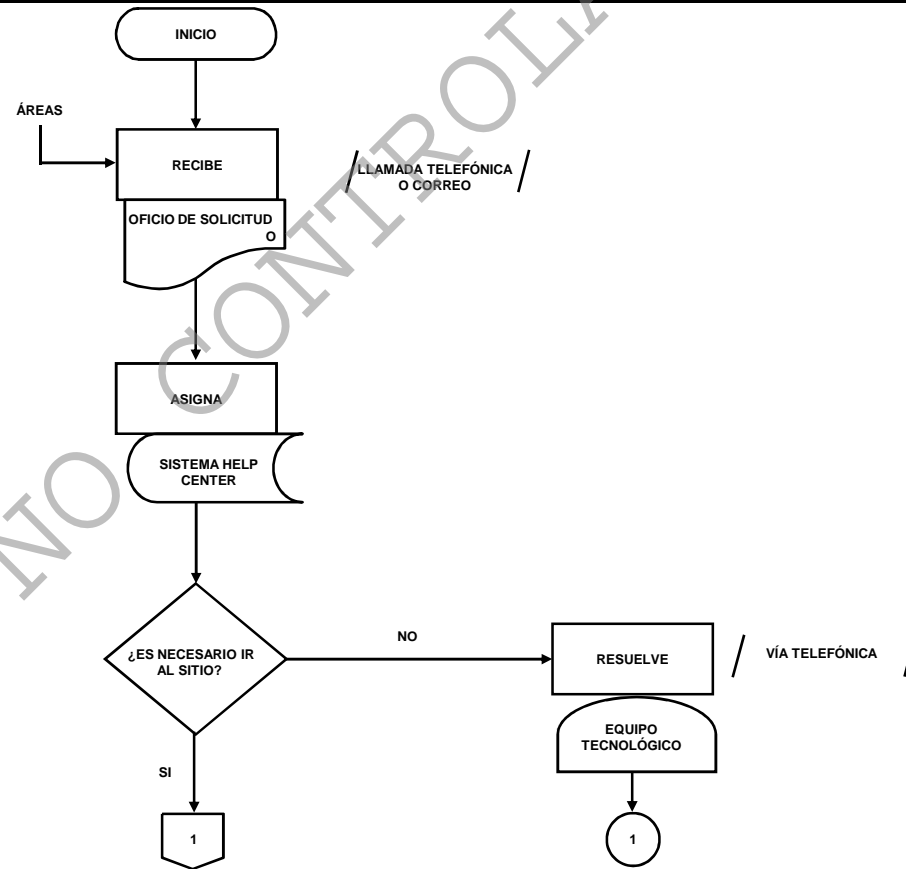 INICIO
ÁREAS
RECIBE
/LLAMADA TELEFÓNICA /
O CORREO
OFICIO DE SOLICITUD
O
ASIGNA
SISTEMA HELP
CENTER
¿ES NECESARIO IR
AL SITIO?
NO
RESUELVE
/ VÍA TELEFÓNICA /
EQUIPO
TECNOLÓGICO
SI
1
1
NO CONTROLA